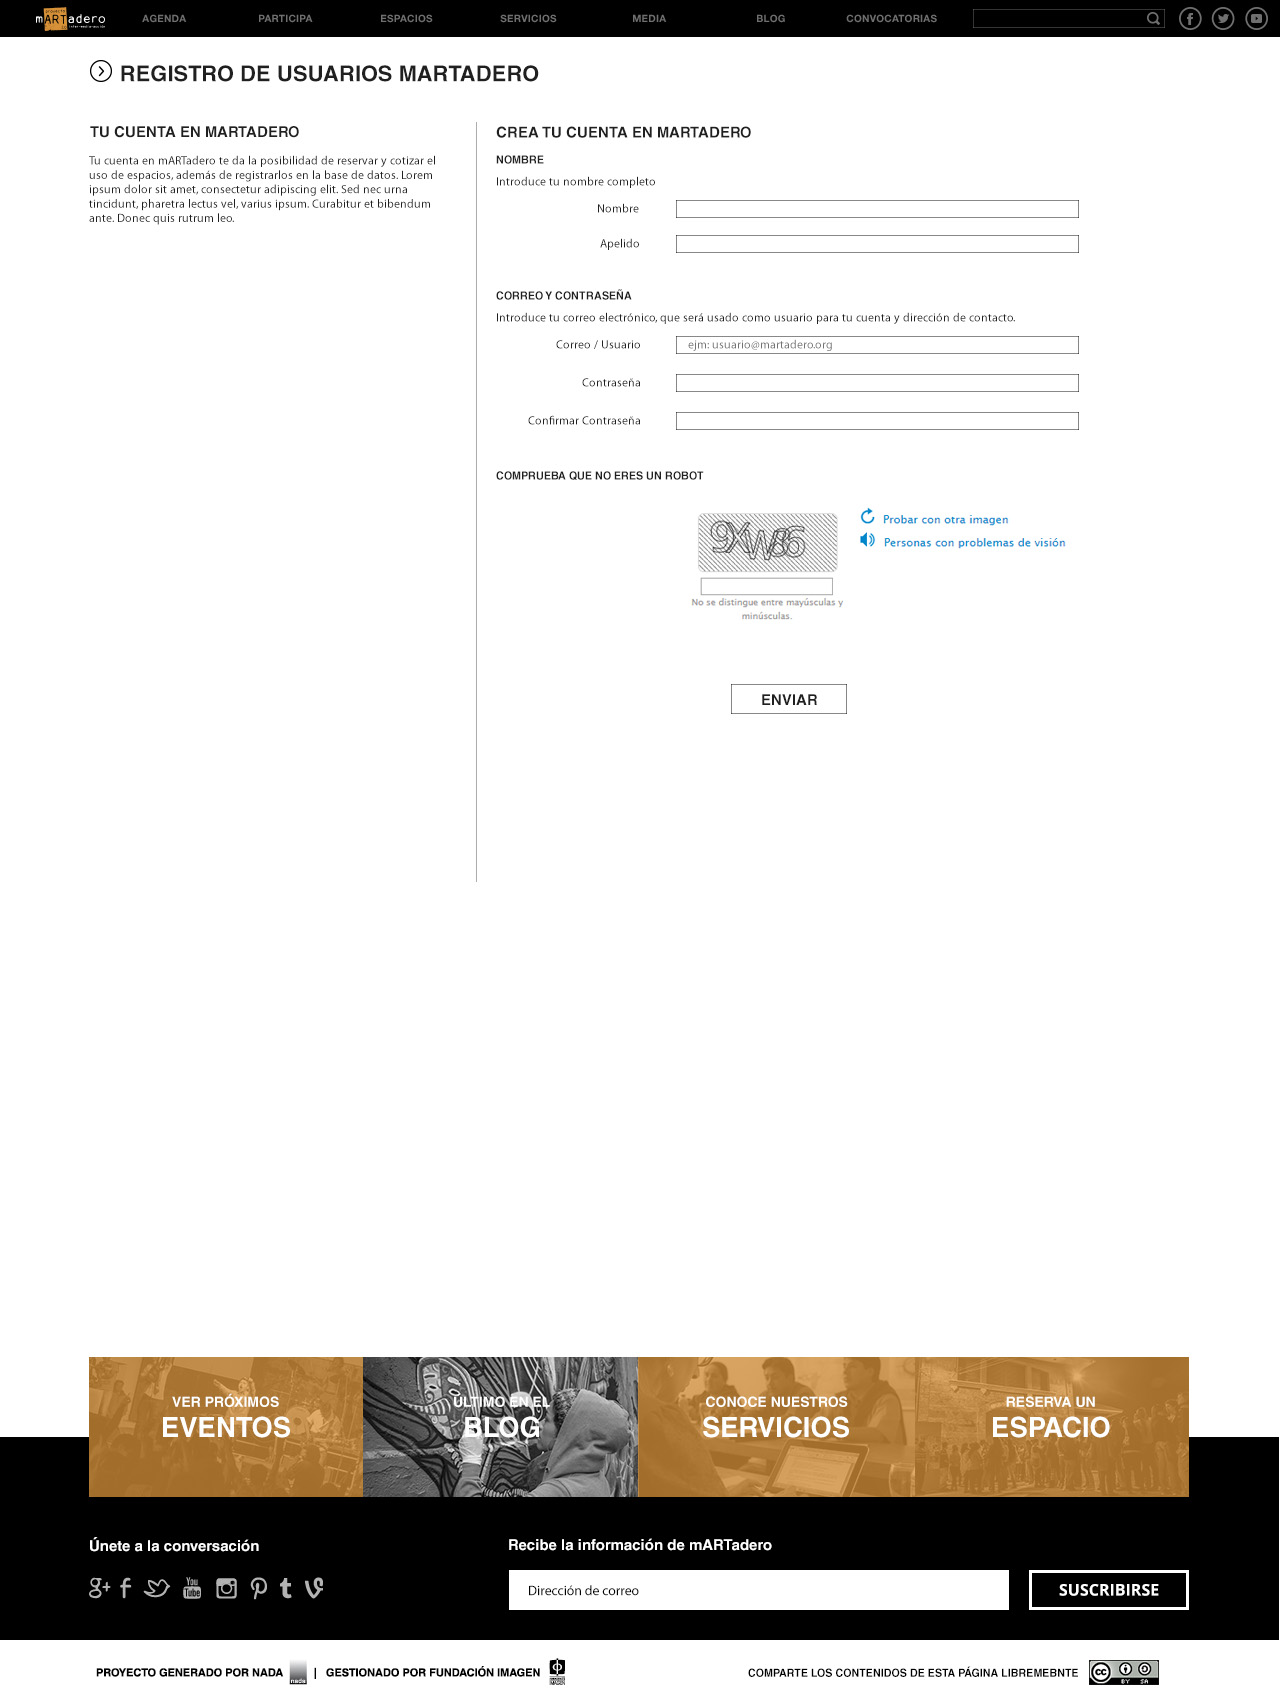 proyecto
mARTadero
AGENDA
PARTICIPA
ESPACIOS
SERVICIOS
MEDIA
BLOG
CONVOCATORIAS
REGISTRO DE USUARIOS MARTADERO
TU CUENTA EN MARTADERO
Tu cuenta en mARTadero te da la posibilidad de reservar y cotizar el
uso de espacios, además de registrarlos en la base de datos. Lorem
ipsum dolor sit amet, consectetur adipiscing elit. Sed nec urna
tincidunt, pharetra lectus vel, varius ipsum. Curabitur et bibendum
ante. Donec quis rutrum leo.
CREA TU CUENTA EN MARTADERO
NOMBRE
Introduce tu nombre completo
Nombre
Apelido
CORREO Y CONTRASEÑA
Introduce tu correo electrónico, que será usado como usuario para tu cuenta y dirección de contacto.
Correo / Usuario
ejm: usuario@martadero.org
Contraseña
Confirmar Contraseña
COMPRUEBA QUE NO ERES UN ROBOT
9XW86
Probar con otra imagen
Personas con problemas de visión
No se distingue entre mayúsculas y
minúsculas.
ENVIAR
VER PRÓXIMOS
EVENTOS
ÚLTIMO EN EL
BLOG
CONOCE NUESTROS
SERVICIOS
RESERVA UN
ESPACIO
Únete a la conversación
You
Tube
Recibe la información de mARTadero
Dirección de correo
SUSCRIBIRSE
PROYECTO GENERADO POR NADA
nada
| GESTIONADO POR FUNDACIÓN IMAGEN
COMPARTE LOS CONTENIDOS DE ESTA PÁGINA LIBREMEBNTE
cc
BY SA